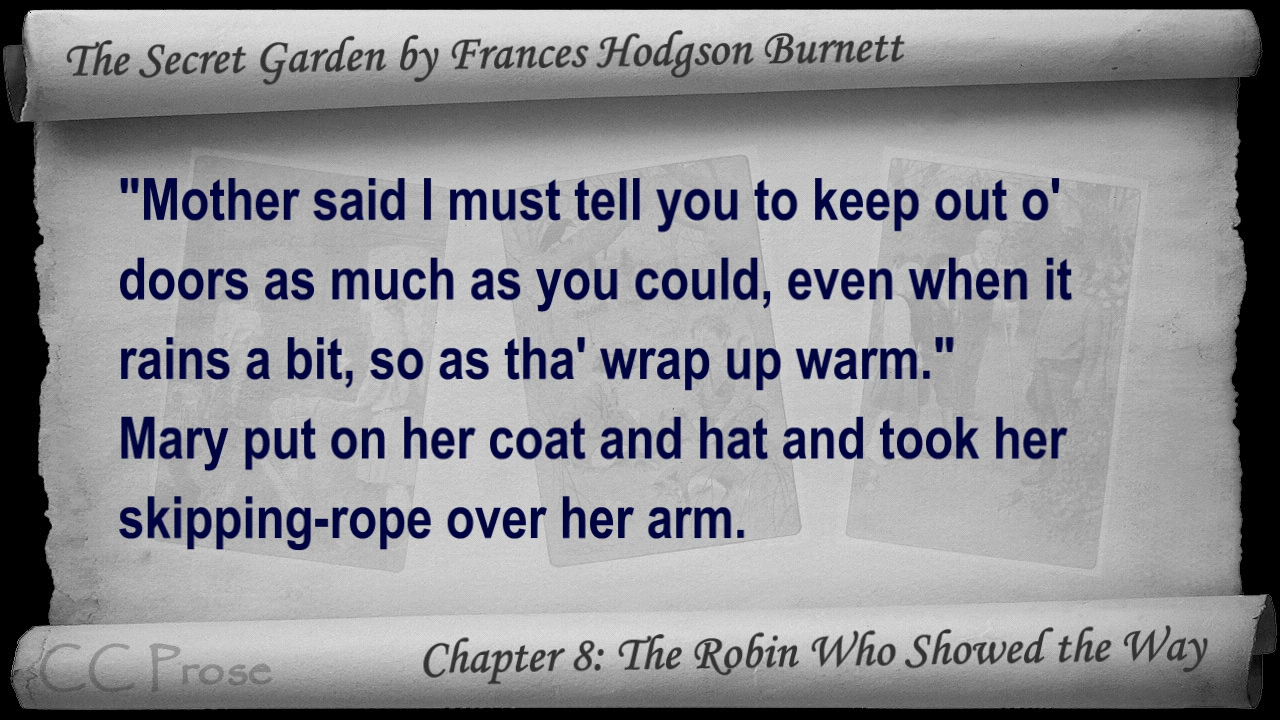 The Secret Garden by Frances Hodgson Burnett
"Mother said I must tell you to keep out o'
doors as much as you could, even when it
rains a bit, so as tha' wrap up warm."
Mary put on her coat and hat and took her
skipping-rope over her arm.
CC Prose
Chapter 8: The Robin Who Showed the Way